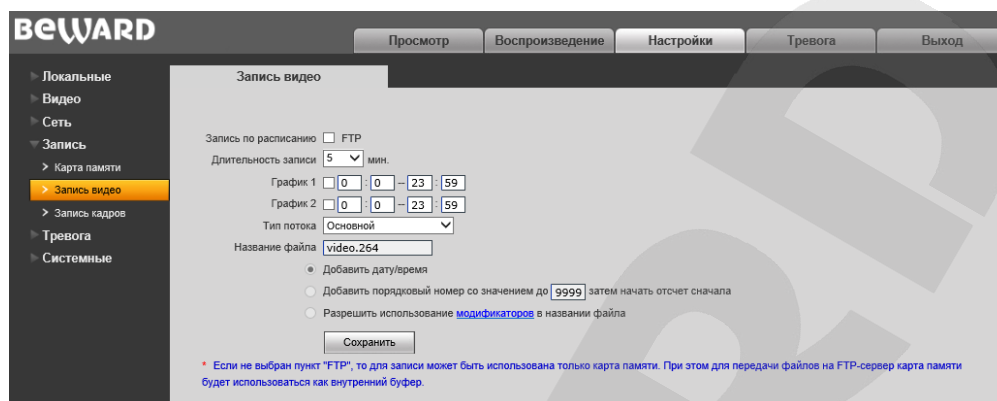 BEWARD
Просмотр Воспроизведение Настройки Тревога Выход
Локальные
Видео
Сеть
Запись
Карта памяти
Запись видео
Запись кадров
Тревога
Системные
Запись видео
Запись по расписанию FTP
Длительность записи 5 мин.
График 1 0 : 0 – 23 : 59
График 2 0 : 0 – 23 : 59
Тип потока Основной
Название файла video.264
Добавить дату/время
Добавить порядковый номер со значением до 9999 затем начать отсчет сначала
Разрешить использование модификаторов в названии файла
Сохранить
* Если не выбран пункт "FTP", то для записи может быть использована только карта памяти. При этом для передачи файлов на FTP-сервер карта памяти
будет использоваться как внутренний буфер.